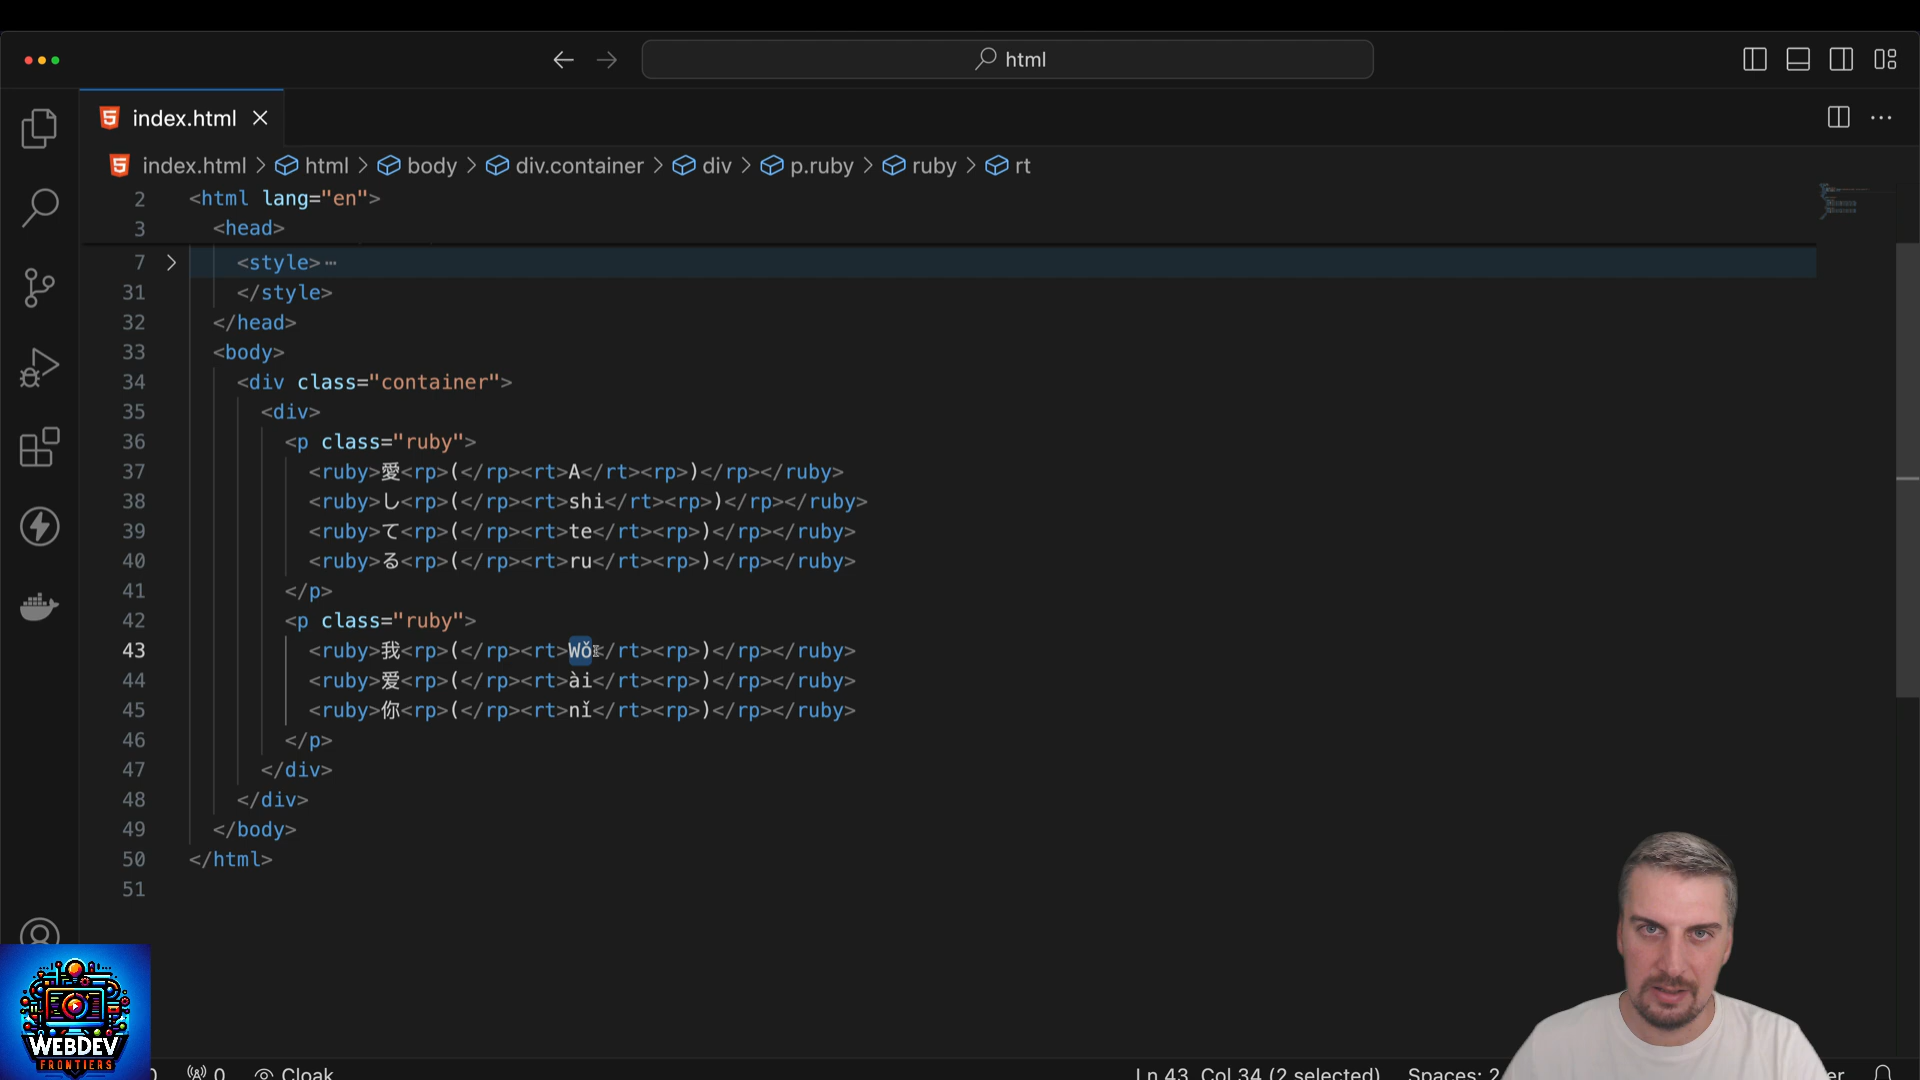 html
index.html
index.html > html > body > div.container > div > p.ruby > ruby > rt
2 <html lang="en">
3 <head>
7 <style>⋯
31 </style>
32 </head>
33 <body>
34 <div class="container">
35 <div>
36 <p class="ruby">
37 <ruby>愛<rp>(</rp><rt>A</rt><rp>)</rp></ruby>
38 <ruby>し<rp>(</rp><rt>shi</rt><rp>)</rp></ruby>
39 <ruby>て<rp>(</rp><rt>te</rt><rp>)</rp></ruby>
40 <ruby>る<rp>(</rp><rt>ru</rt><rp>)</rp></ruby>
41 </p>
42 <p class="ruby">
43 <ruby>我<rp>(</rp><rt>Wǒ</rt><rp>)</rp></ruby>
44 <ruby>爱<rp>(</rp><rt>ài</rt><rp>)</rp></ruby>
45 <ruby>你<rp>(</rp><rt>nǐ</rt><rp>)</rp></ruby>
46 </p>
47 </div>
48 </div>
49 </body>
50 </html>
51
WEBDEV
FRONTIERS
0 Cloak Ln 43, Col 34 (2 selected) Spaces: 2